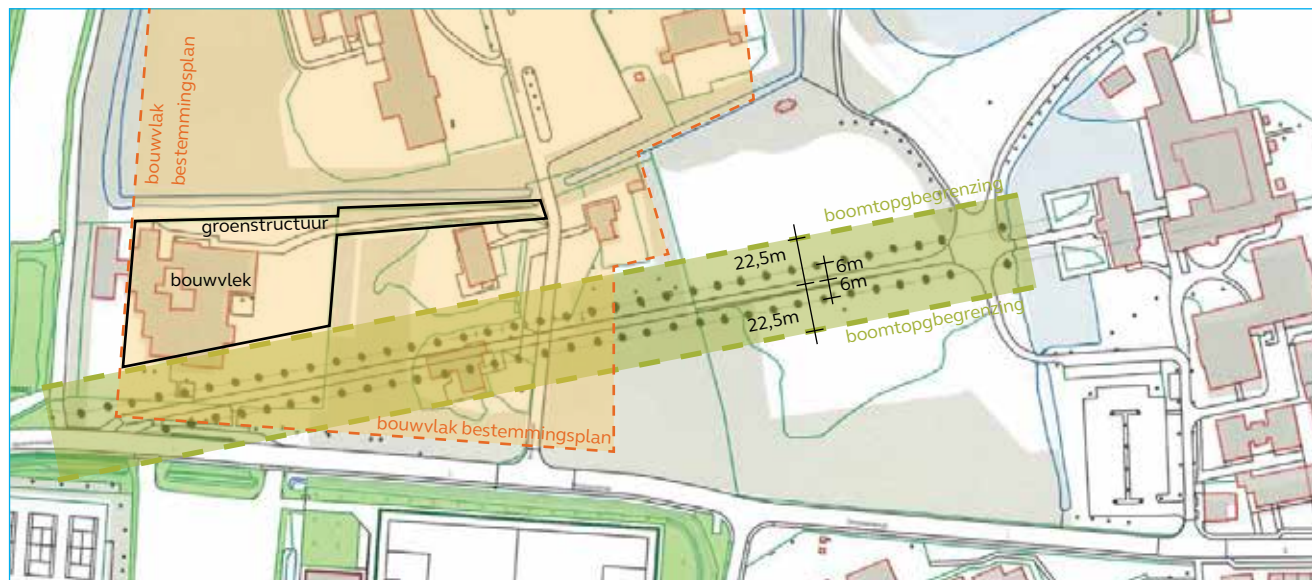 bouwvlak
bestemmingsplan
groenstructuur
bouwvlek
boomtopgbegrenzing
22,5m
6m
6m
22,5m
boomtopgbegrenzing
bouwvlak bestemmingsplan